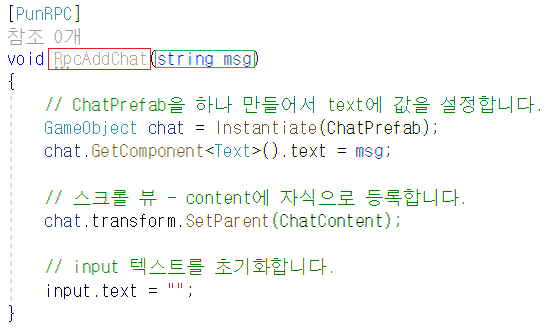 [PunRPC]
참조 0개
void RpcAddChat(string msg)
{
// ChatPrefab을 하나 만들어서 text에 값을 설정합니다.
GameObject chat = Instantiate(ChatPrefab);
chat.GetComponent<Text>().text = msg;
// 스크롤 뷰 - content에 자식으로 등록합니다.
chat.transform.SetParent(ChatContent);
// input 텍스트를 초기화합니다.
input.text = "";
}